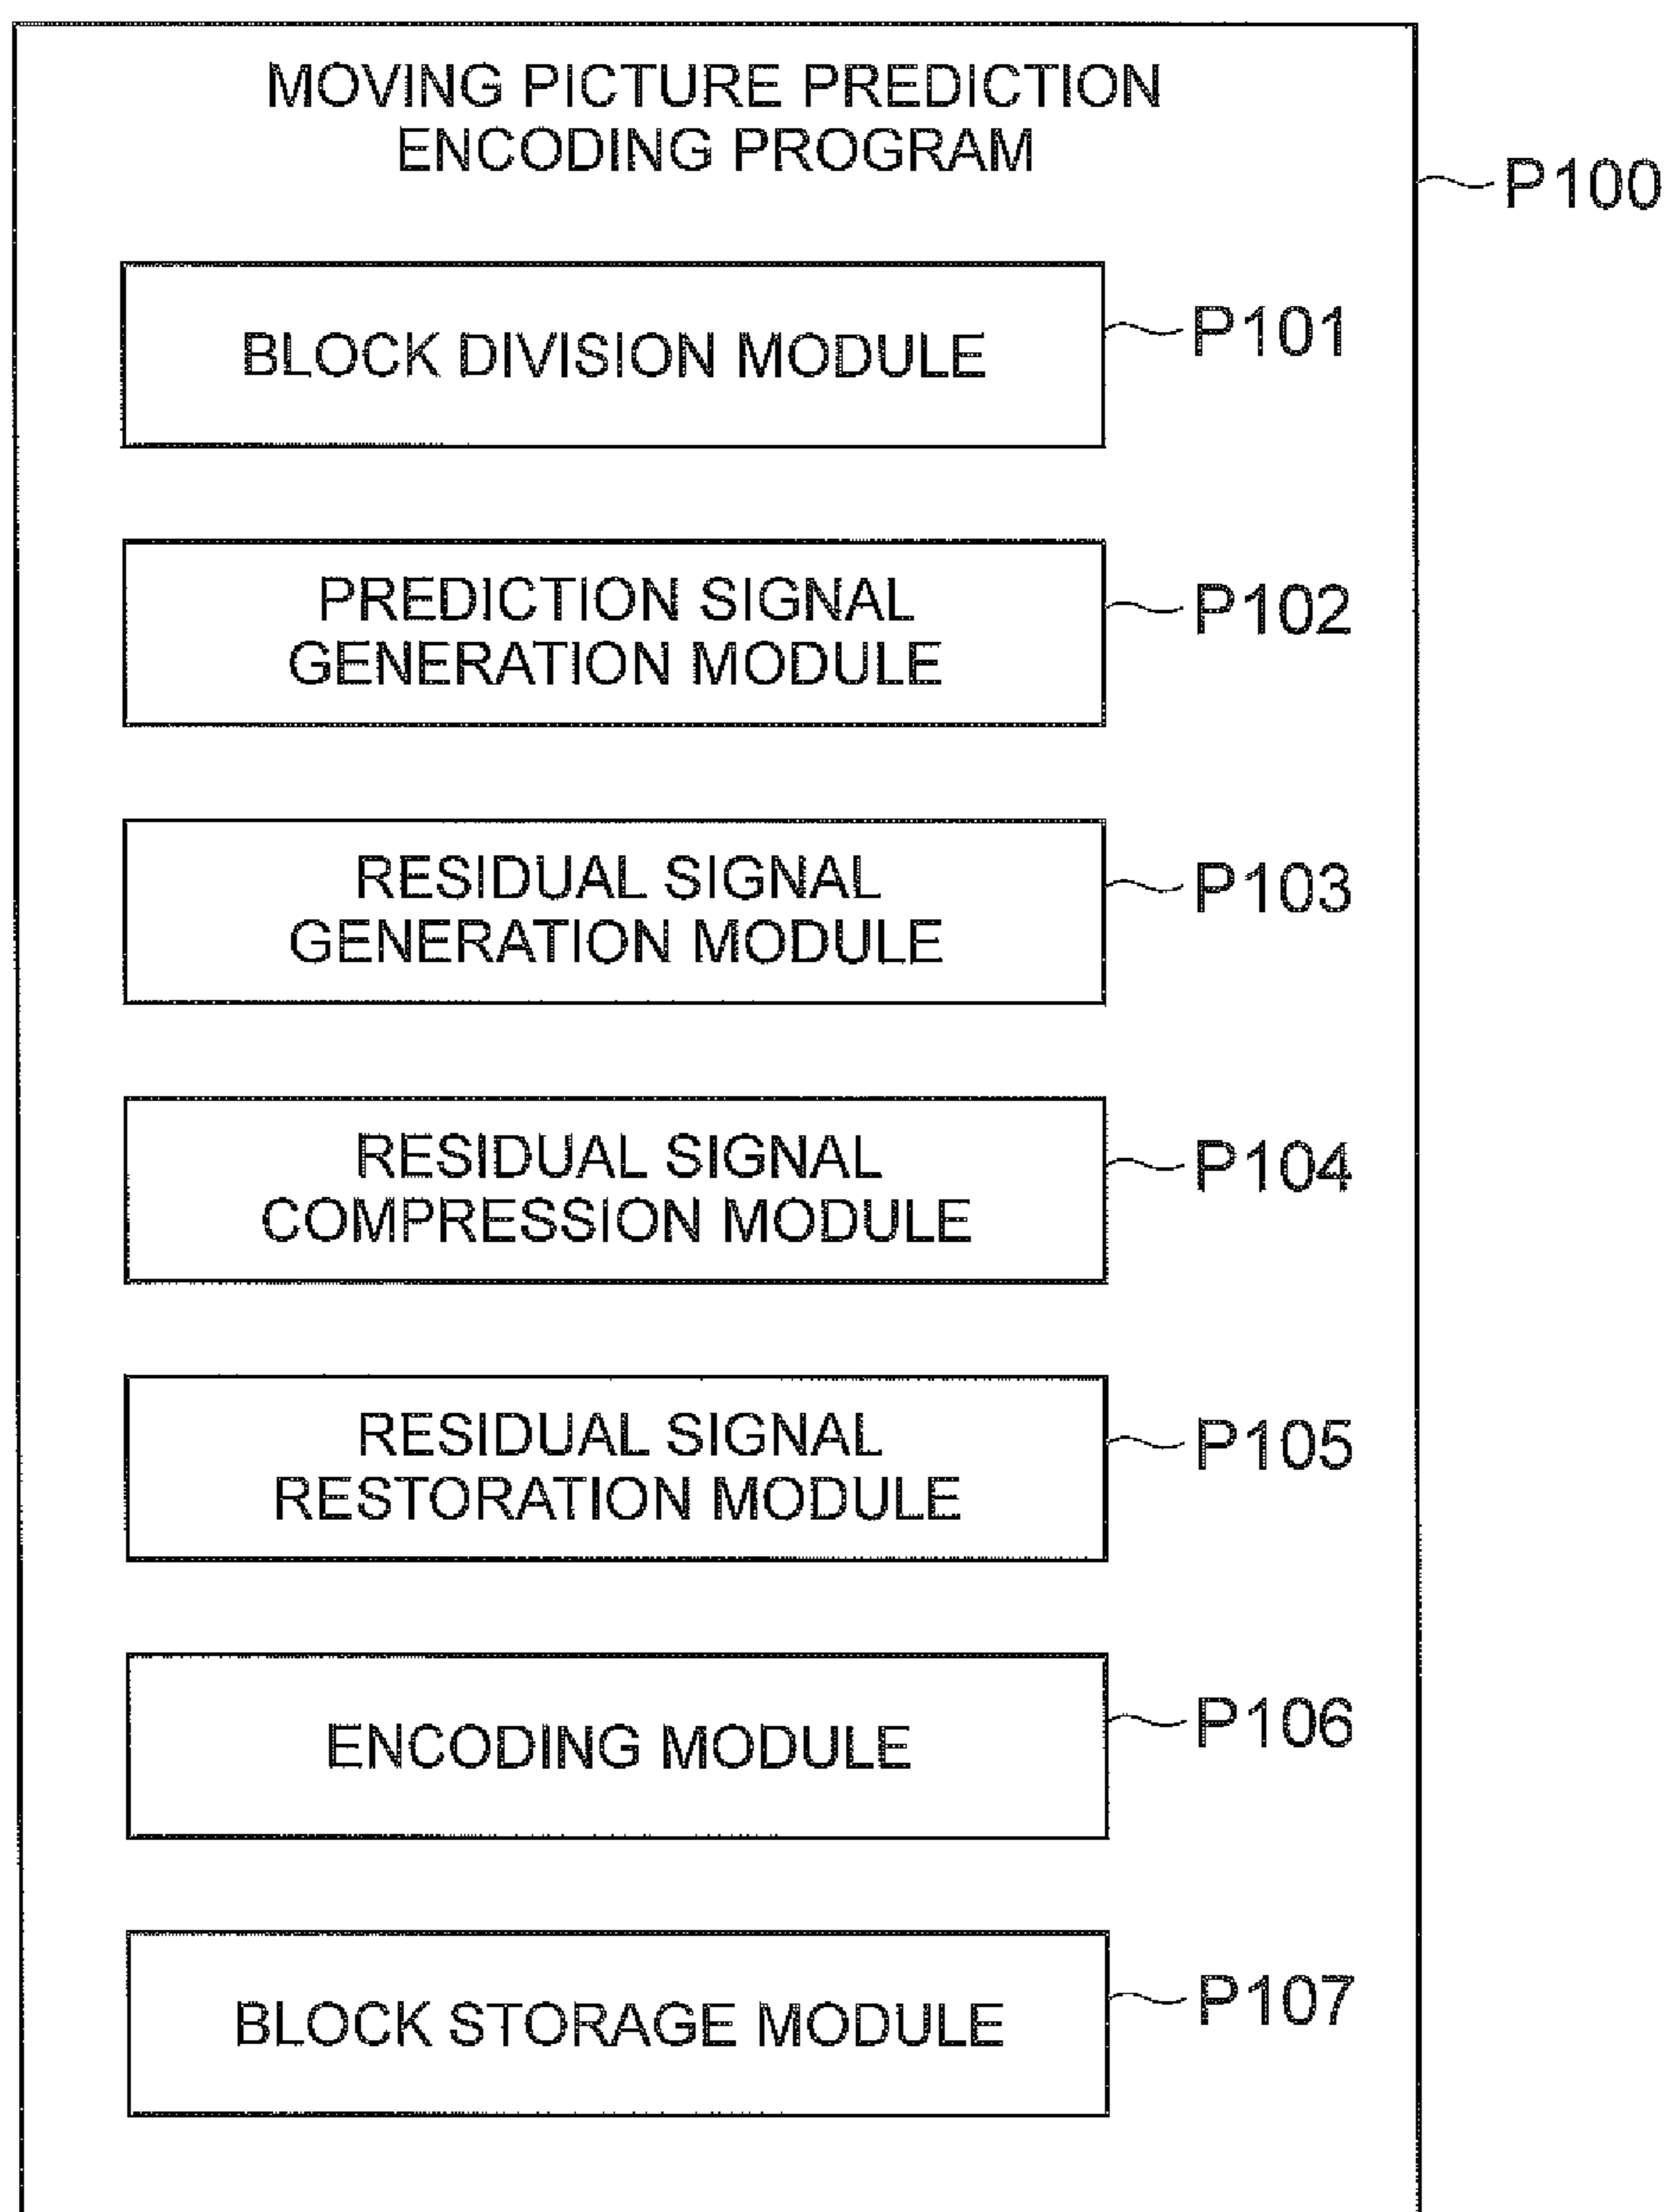 MOVING PICTURE PREDICTION
ENCODING PROGRAM
P100
BLOCK DIVISION MODULE
P101
PREDICTION SIGNAL
GENERATION MODULE
P102
RESIDUAL SIGNAL
GENERATION MODULE
P103
RESIDUAL SIGNAL
COMPRESSION MODULE
P104
RESIDUAL SIGNAL
RESTORATION MODULE
P105
ENCODING MODULE
P106
BLOCK STORAGE MODULE
P107